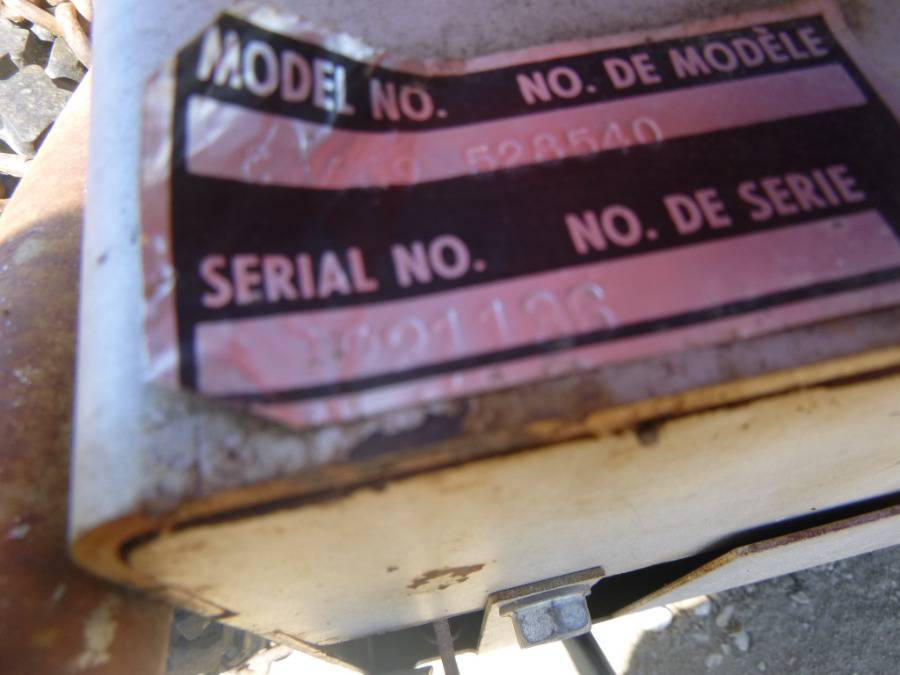 MODEL NO. NO. DE MODÈLE
528540
SERIAL NO. NO. DE SERIE